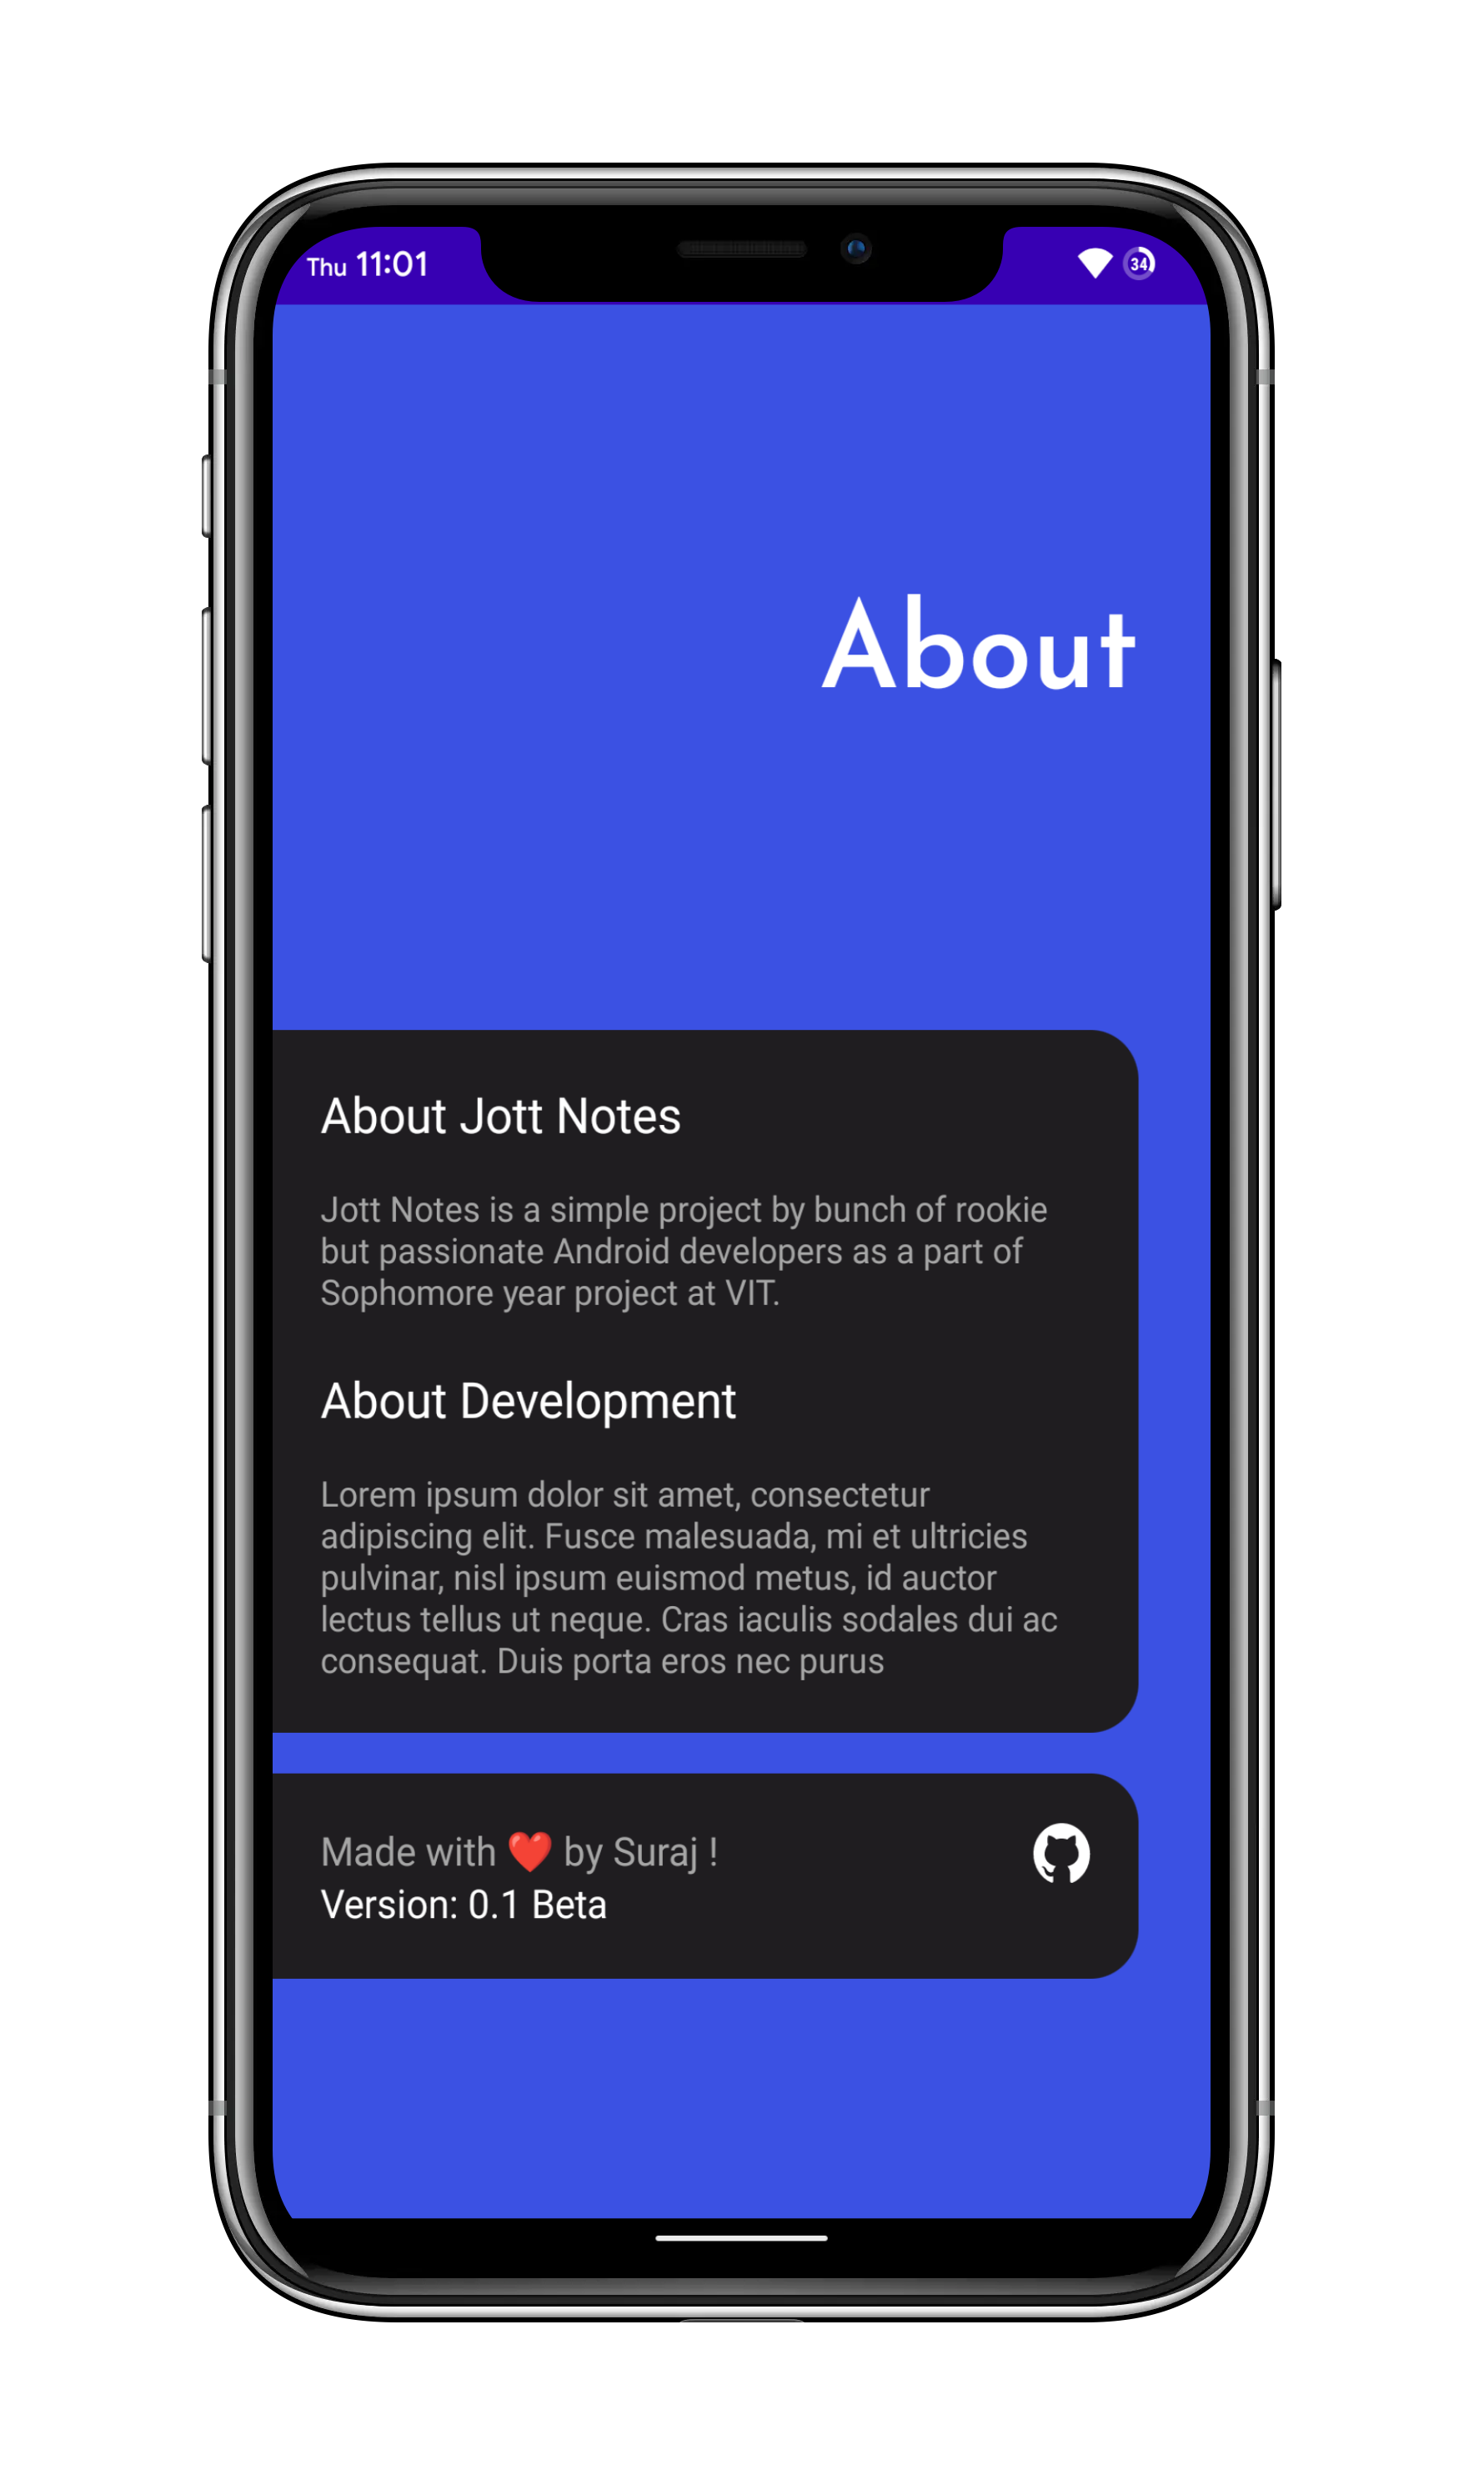 Thu 11:01
34
About
About Jott Notes
Jott Notes is a simple project by bunch of rookie
but passionate Android developers as a part of
Sophomore year project at VIT.
About Development
Lorem ipsum dolor sit amet, consectetur
adipiscing elit. Fusce malesuada, mi et ultricies
pulvinar, nisl ipsum euismod metus, id auctor
lectus tellus ut neque. Cras iaculis sodales dui ac
consequat. Duis porta eros nec purus
Made with ❤️ by Suraj !
Version: 0.1 Beta